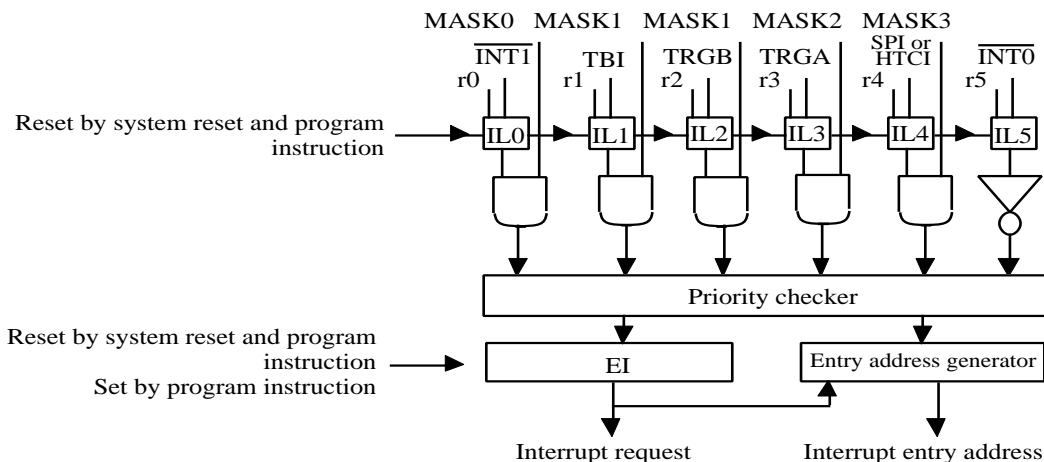 MASK0 MASK1 MASK1 MASK2 MASK3
INT1 TBI TRGB TRGA SPI or HTCI INT0
r0 r1 r2 r3 r4 r5
Reset by system reset and program
instruction
IL0 IL1 IL2 IL3 IL4 IL5
Priority checker
Reset by system reset and program
instruction
Set by program instruction
EI
Entry address generator
Interrupt request
Interrupt entry address